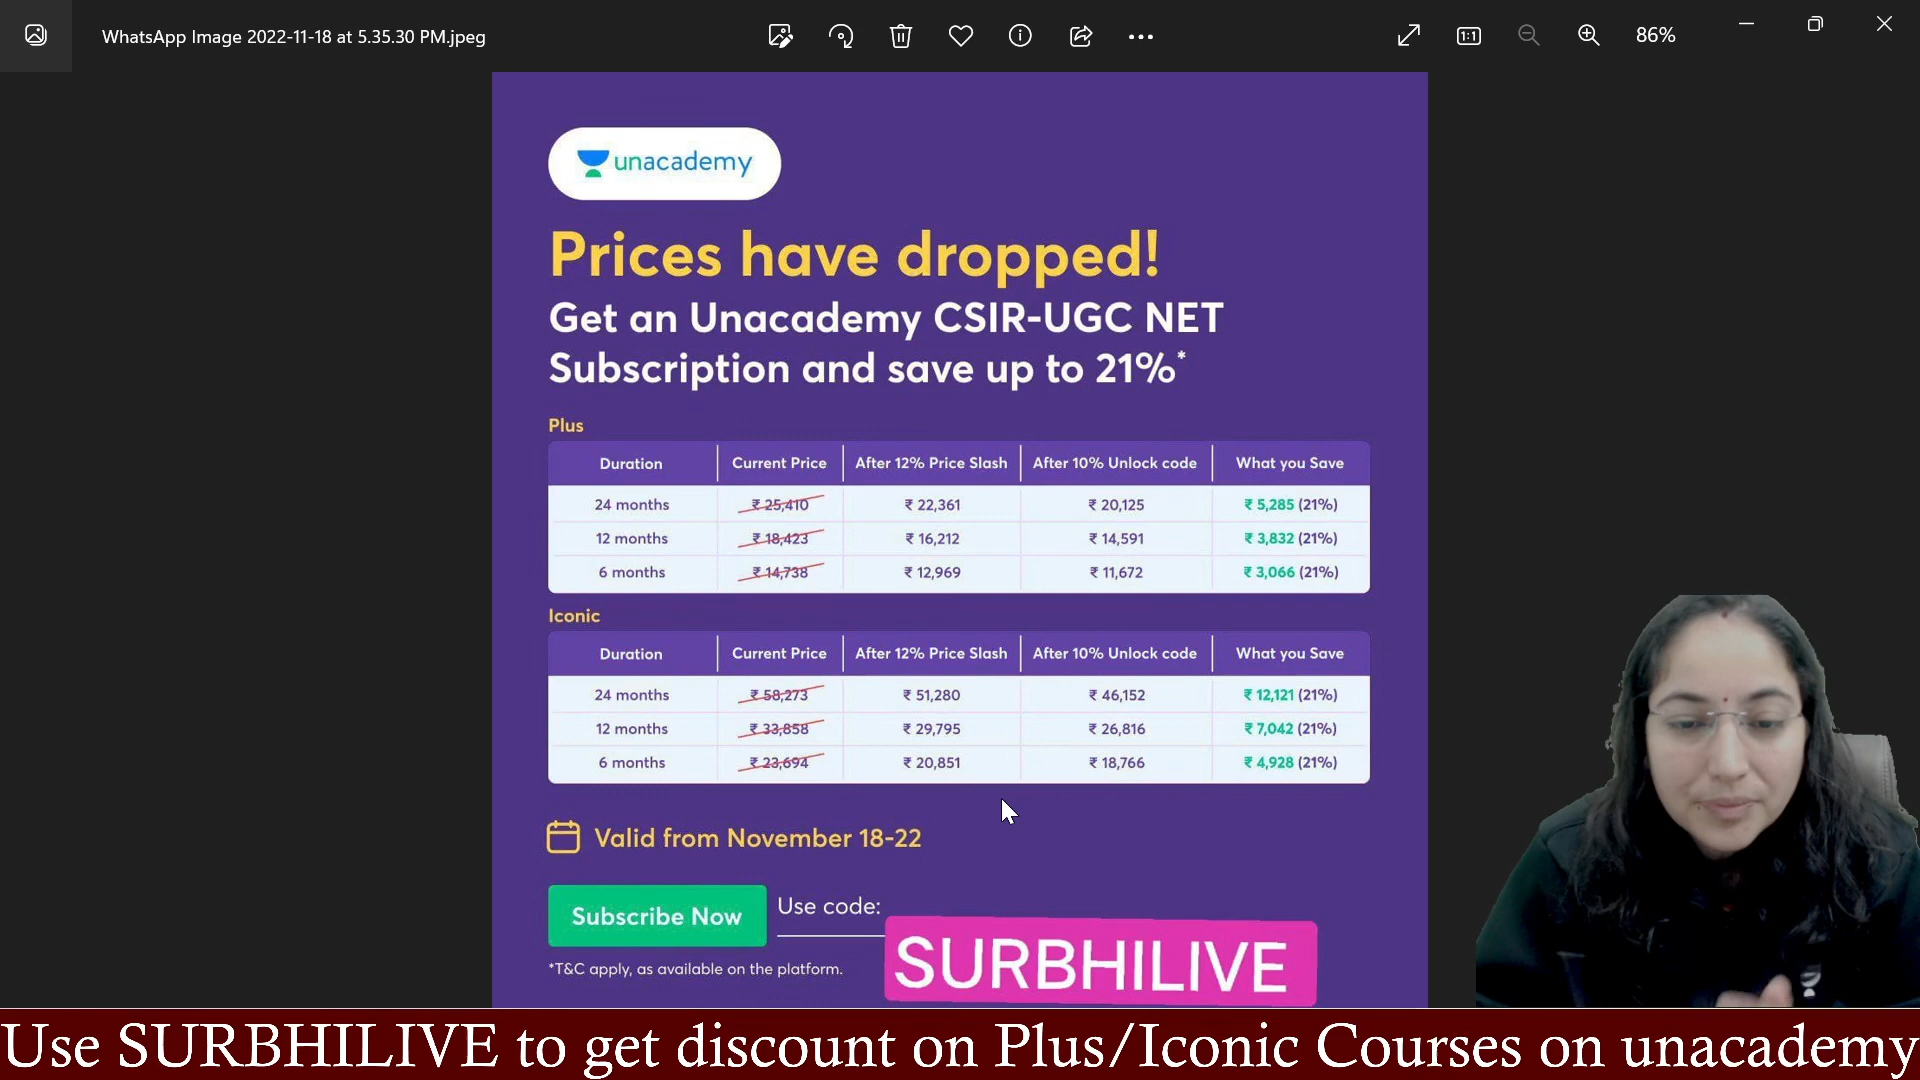 WhatsApp Image 2022-11-18 at 5.35.30 PM.jpeg
1:1
86%
unacademy
Prices have dropped!
Get an Unacademy CSIR-UGC NET
Subscription and save up to 21%*
Plus
Duration Current Price After 12% Price Slash After 10% Unlock code What you Save
24 months ₹ 25,410 ₹ 22,361 ₹ 20,125 ₹ 5,285 (21%)
12 months ₹ 18,423 ₹ 16,212 ₹ 14,591 ₹ 3,832 (21%)
6 months ₹ 14,738 ₹ 12,969 ₹ 11,672 ₹ 3,066 (21%)
Iconic
Duration Current Price After 12% Price Slash After 10% Unlock code What you Save
24 months ₹ 58,273 ₹ 51,280 ₹ 46,152 ₹ 12,121 (21%)
12 months ₹ 33,858 ₹ 29,795 ₹ 26,816 ₹ 7,042 (21%)
6 months ₹ 23,694 ₹ 20,851 ₹ 18,766 ₹ 4,928 (21%)
Valid from November 18-22
Subscribe Now Use code:
SURBHILIVE
*T&C apply, as available on the platform.
Use SURBHILIVE to get discount on Plus/Iconic Courses on unacademy